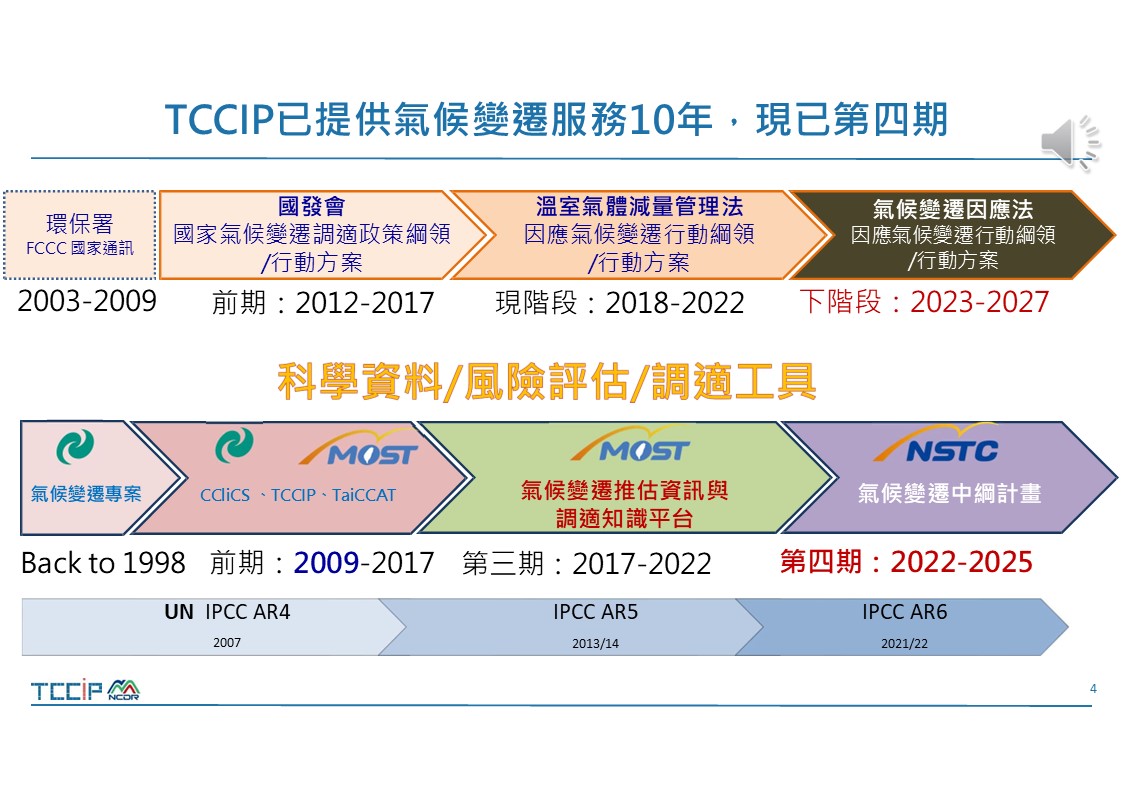 TCCIP已提供氣候變遷服務10年，現已第四期
環保署
FCCC 國家通訊
國發會
國家氣候變遷調適政策綱領
/行動方案
溫室氣體減量管理法
因應氣候變遷行動綱領
/行動方案
氣候變遷因應法
因應氣候變遷行動綱領
/行動方案
2003-2009
前期：2012-2017
現階段：2018-2022
下階段：2023-2027
科學資料/風險評估/調適工具
氣候變遷專案
MOST
CCliCS 、TCCIP、TaiCCAT
MOST
氣候變遷推估資訊與
調適知識平台
NSTC
氣候變遷中綱計畫
Back to 1998
前期：2009-2017
第三期：2017-2022
第四期：2022-2025
UN IPCC AR4
2007
IPCC AR5
2013/14
IPCC AR6
2021/22
TCCIP NCDR
4